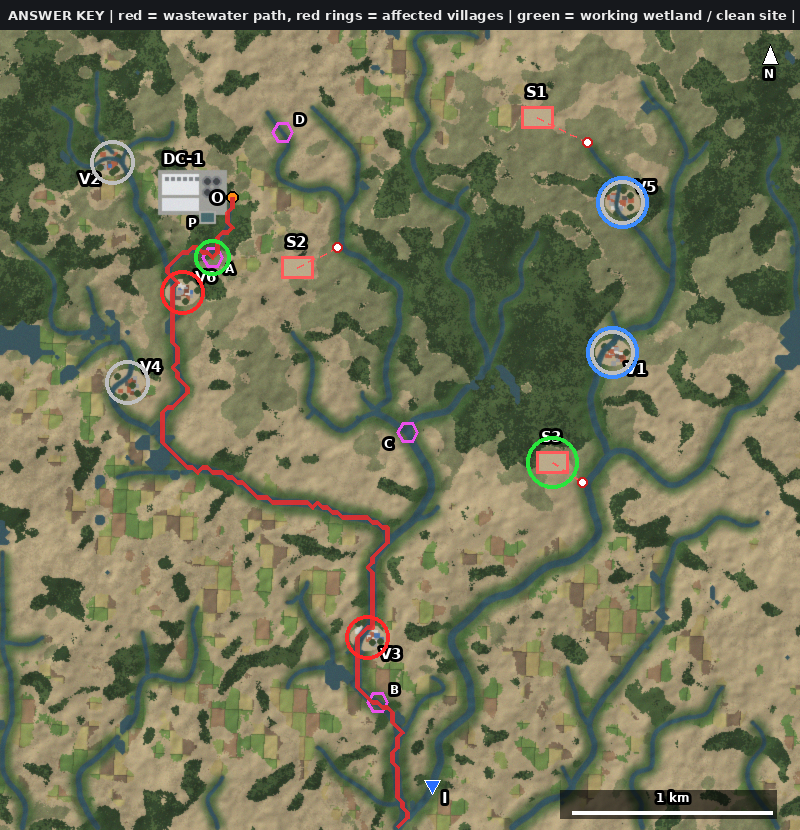 ANSWER KEY | red = wastewater path, red rings = affected villages | green = working wetland / clean site |
N
S1
D
DC-1
V2
O
V5
P
S2
A
V6
V4
V1
C
S3
V3
B
I
1 km